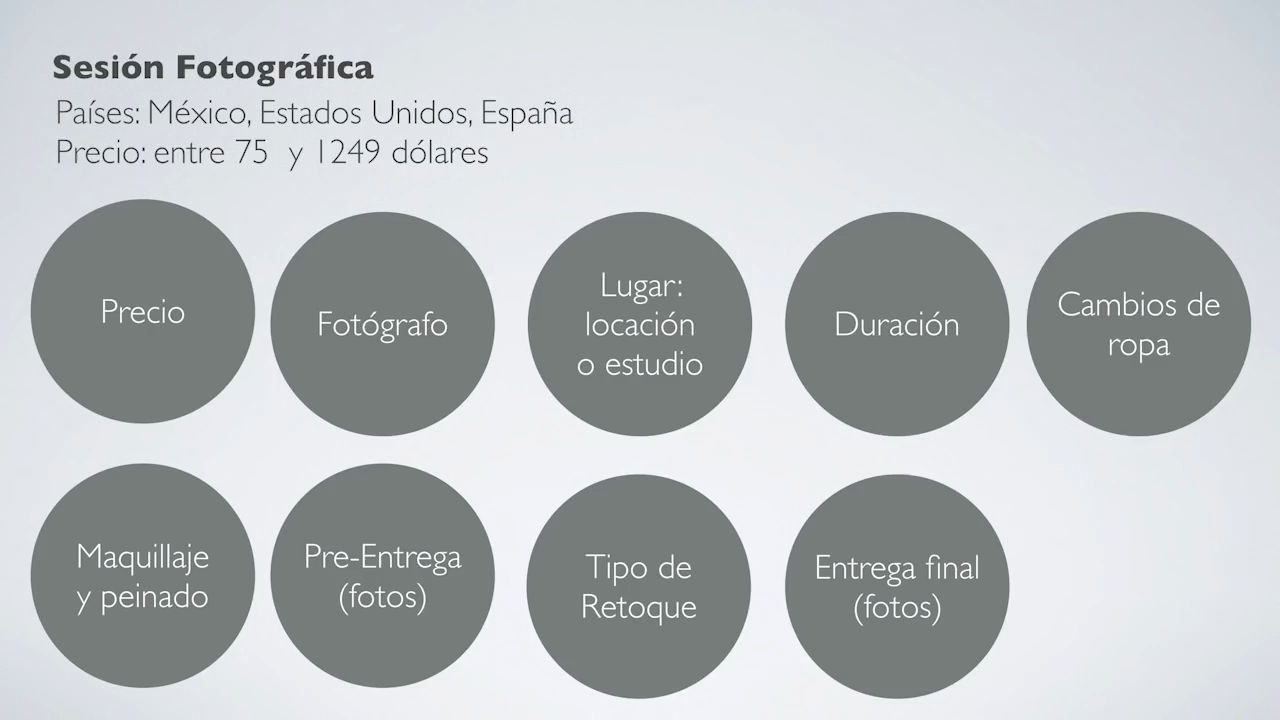 Sesión Fotográfica
Países: México, Estados Unidos, España
Precio: entre 75 y 1249 dólares
Precio
Fotógrafo
Lugar:
locación
o estudio
Duración
Cambios de
ropa
Maquillaje
y peinado
Pre-Entrega
(fotos)
Tipo de
Retoque
Entrega final
(fotos)